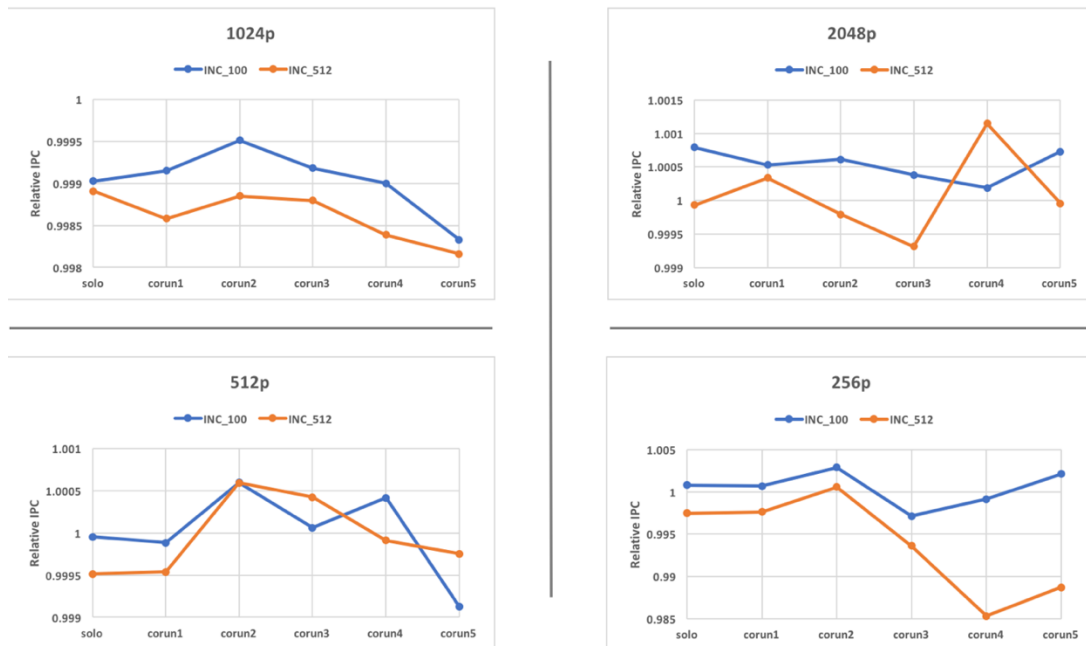 1024p
INC_100 INC_512
Relative IPC
1
0.9995
0.999
0.9985
0.998
solo corun1 corun2 corun3 corun4 corun5
2048p
INC_100 INC_512
Relative IPC
1.0015
1.001
1.0005
1
0.9995
0.999
solo corun1 corun2 corun3 corun4 corun5
512p
INC_100 INC_512
Relative IPC
1.001
1.0005
1
0.9995
0.999
solo corun1 corun2 corun3 corun4 corun5
256p
INC_100 INC_512
Relative IPC
1.005
1
0.995
0.99
0.985
solo corun1 corun2 corun3 corun4 corun5